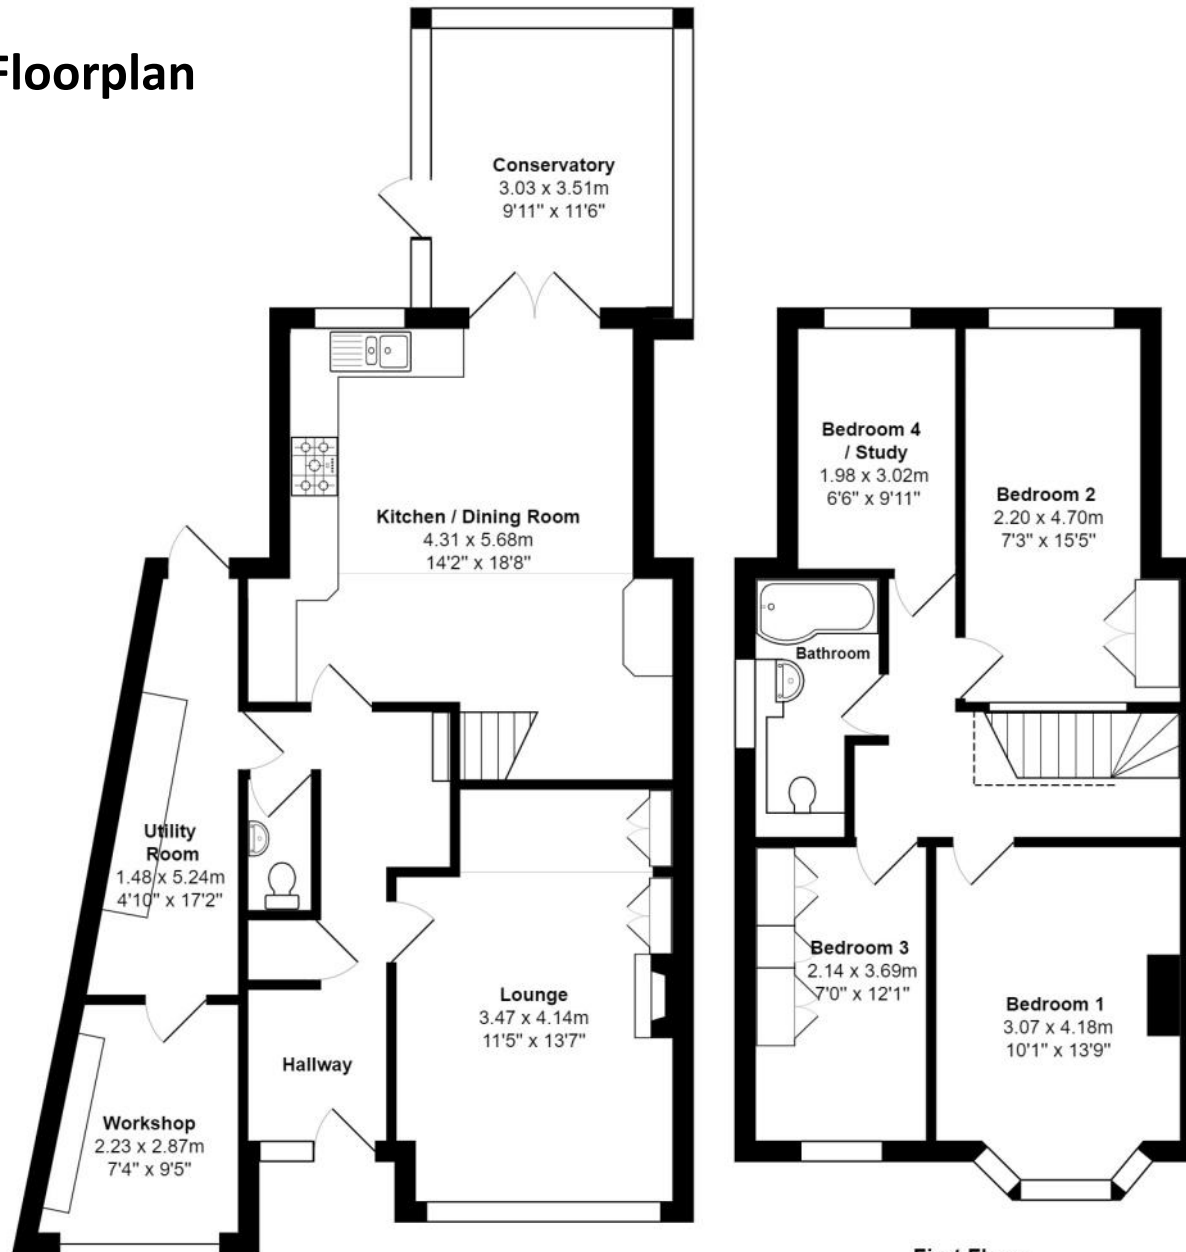 Floorplan
Conservatory
3.03 x 3.51m
9'11" x 11'6"
Kitchen / Dining Room
4.31 x 5.68m
14'2" x 18'8"
Utility
Room
1.48 x 5.24m
4'10" x 17'2"
Lounge
3.47 x 4.14m
11'5" x 13'7"
Hallway
Workshop
2.23 x 2.87m
7'4" x 9'5"
Bedroom 4
/ Study
1.98 x 3.02m
6'6" x 9'11"
Bedroom 2
2.20 x 4.70m
7'3" x 15'5"
Bathroom
Bedroom 3
2.14 x 3.69m
7'0" x 12'1"
Bedroom 1
3.07 x 4.18m
10'1" x 13'9"
First Floor